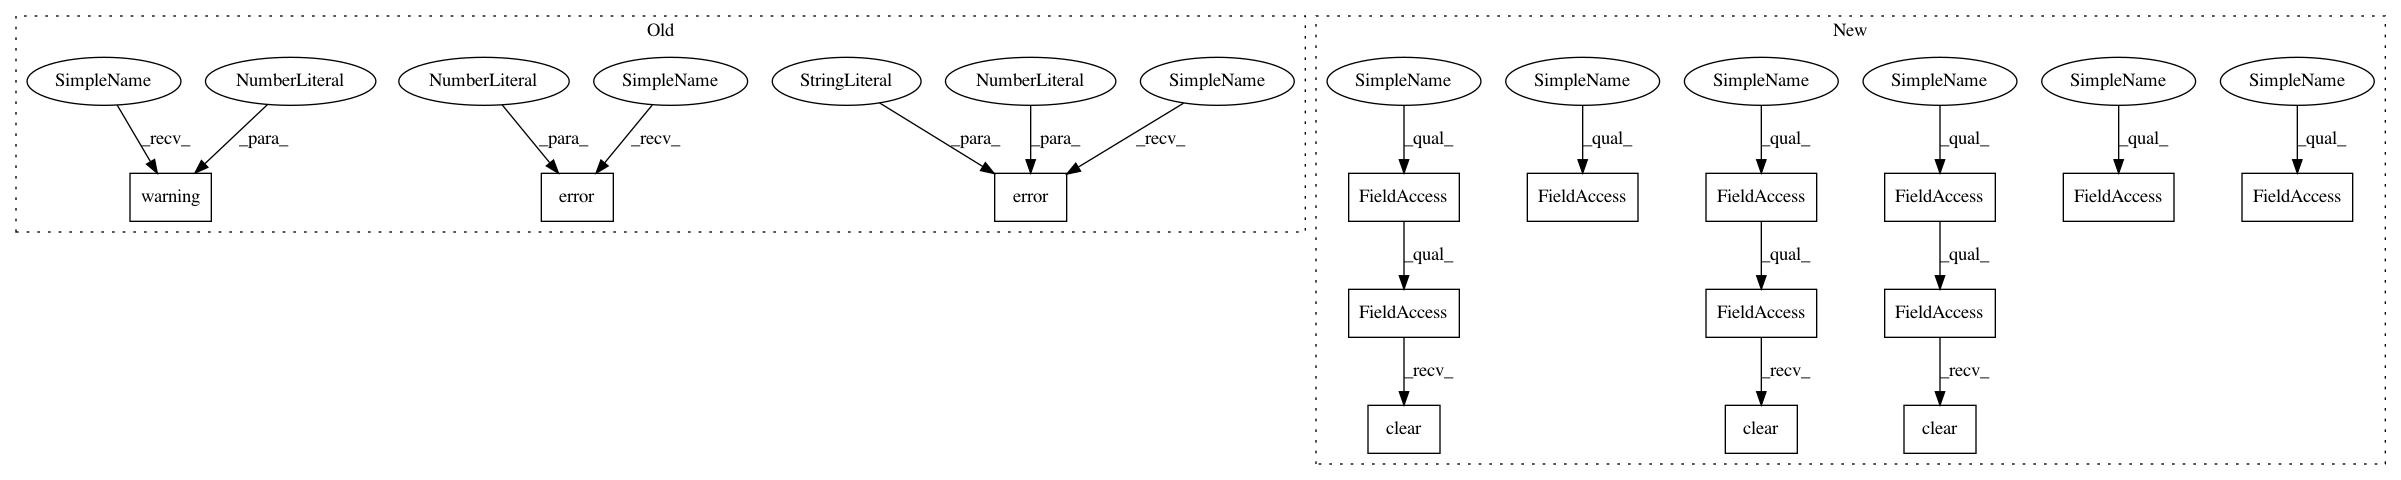 Old
New
SimpleName NumberLiteral NumberLiteral SimpleName StringLiteral NumberLiteral SimpleName SimpleName SimpleName SimpleName SimpleName SimpleName SimpleName
_recv_ _para_ _para_ _recv_ _para_ _para_ _recv_ _qual_ _qual_ _qual_ _qual_ _qual_ _qual_
warning error error FieldAccess FieldAccess FieldAccess FieldAccess FieldAccess FieldAccess
_qual_ _qual_ _qual_
FieldAccess FieldAccess FieldAccess
_recv_ _recv_ _recv_
clear clear clear